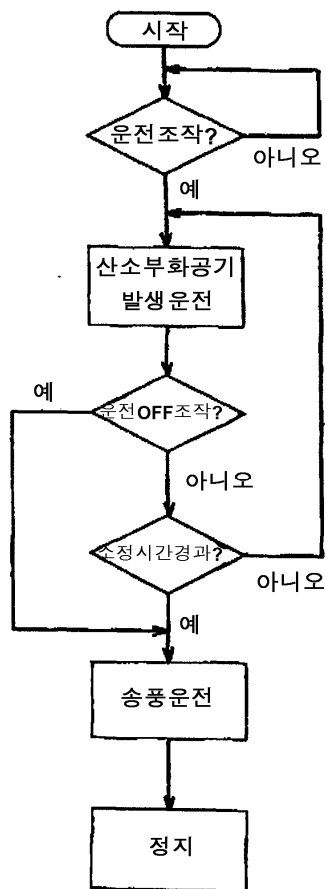 시작
운전조작?
아니오
예
산소부화공기
발생운전
예
운전OFF조작?
아니오
소정시간경과?
아니오
예
송풍운전
정지